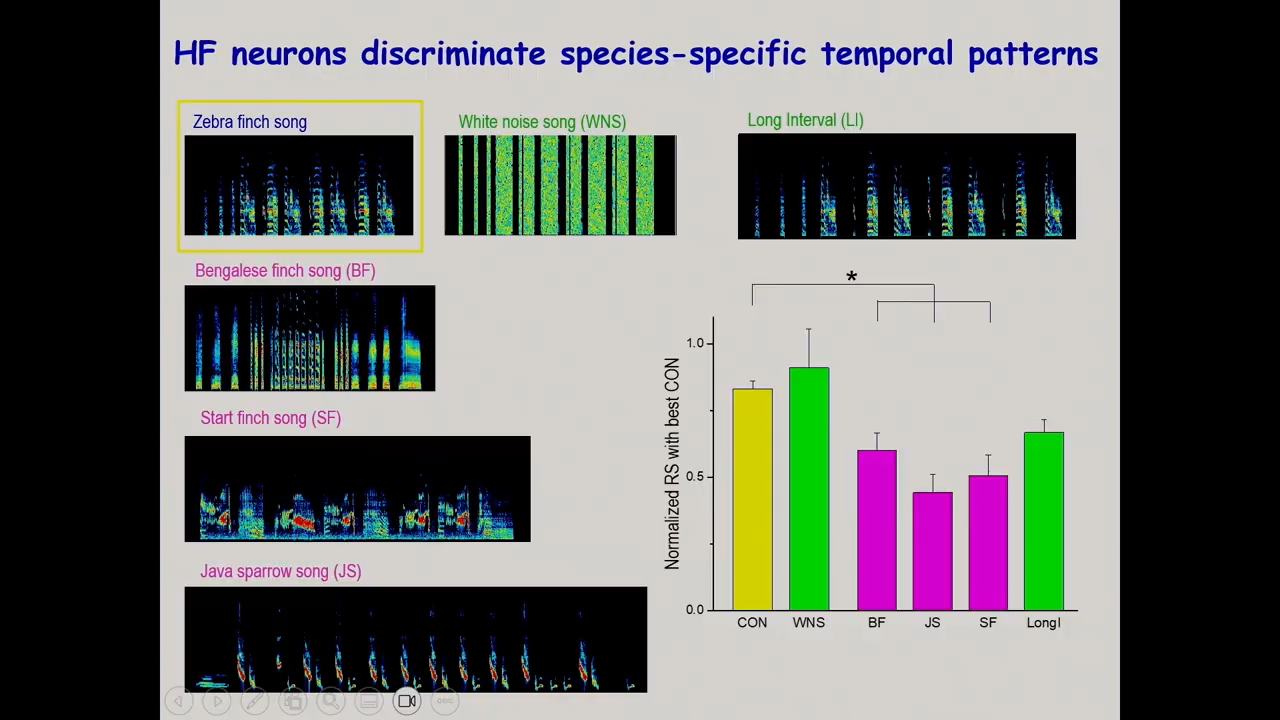 HF neurons discriminate species-specific temporal patterns
Zebra finch song
White noise song (WNS)
Long Interval (LI)
Bengalese finch song (BF)
Start finch song (SF)
Java sparrow song (JS)
*
Normalized RS with best CON
1.0
0.5
0.0
CON WNS BF JS SF LongI